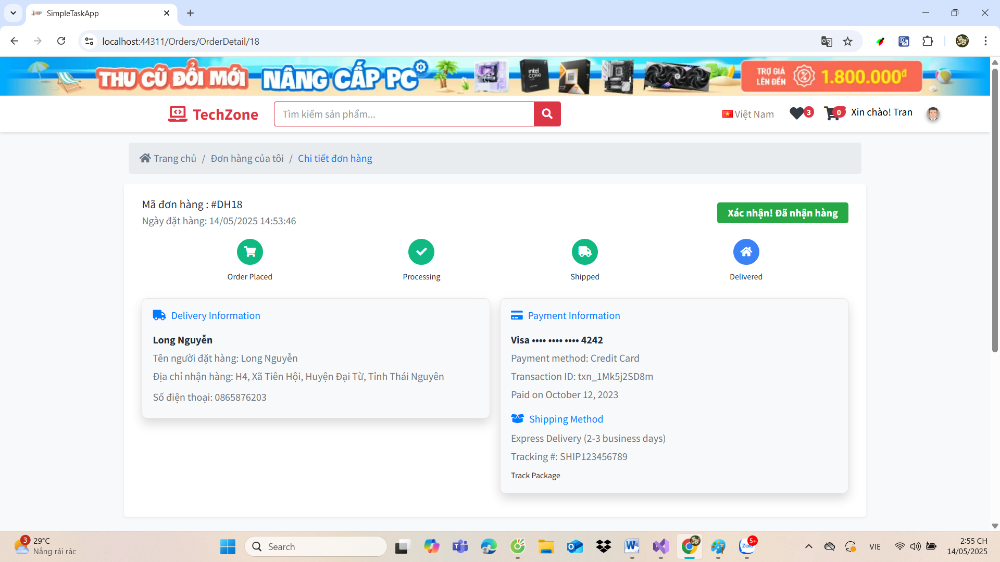 SimpleTaskApp
localhost:44311/Orders/OrderDetail/18
THU CŨ ĐỔI MỚI NÂNG CẤP PC
intel CORE
TRỢ GIÁ
LÊN ĐẾN
1.800.000đ
TechZone
Tìm kiếm sản phẩm...
Việt Nam
3
0
Xin chào! Tran
Trang chủ / Đơn hàng của tôi / Chi tiết đơn hàng
Mã đơn hàng : #DH18
Ngày đặt hàng: 14/05/2025 14:53:46
Xác nhận! Đã nhận hàng
Order Placed
Processing
Shipped
Delivered
Delivery Information
Long Nguyễn
Tên người đặt hàng: Long Nguyễn
Địa chỉ nhận hàng: H4, Xã Tiên Hội, Huyện Đại Từ, Tỉnh Thái Nguyên
Số điện thoại: 0865876203
Payment Information
Visa •••• •••• •••• 4242
Payment method: Credit Card
Transaction ID: txn_1Mk5j2SD8m
Paid on October 12, 2023
Shipping Method
Express Delivery (2-3 business days)
Tracking #: SHIP123456789
Track Package
3
29°C
Nắng rải rác
Search
Zalo
5+
VIE
2:55 CH
14/05/2025